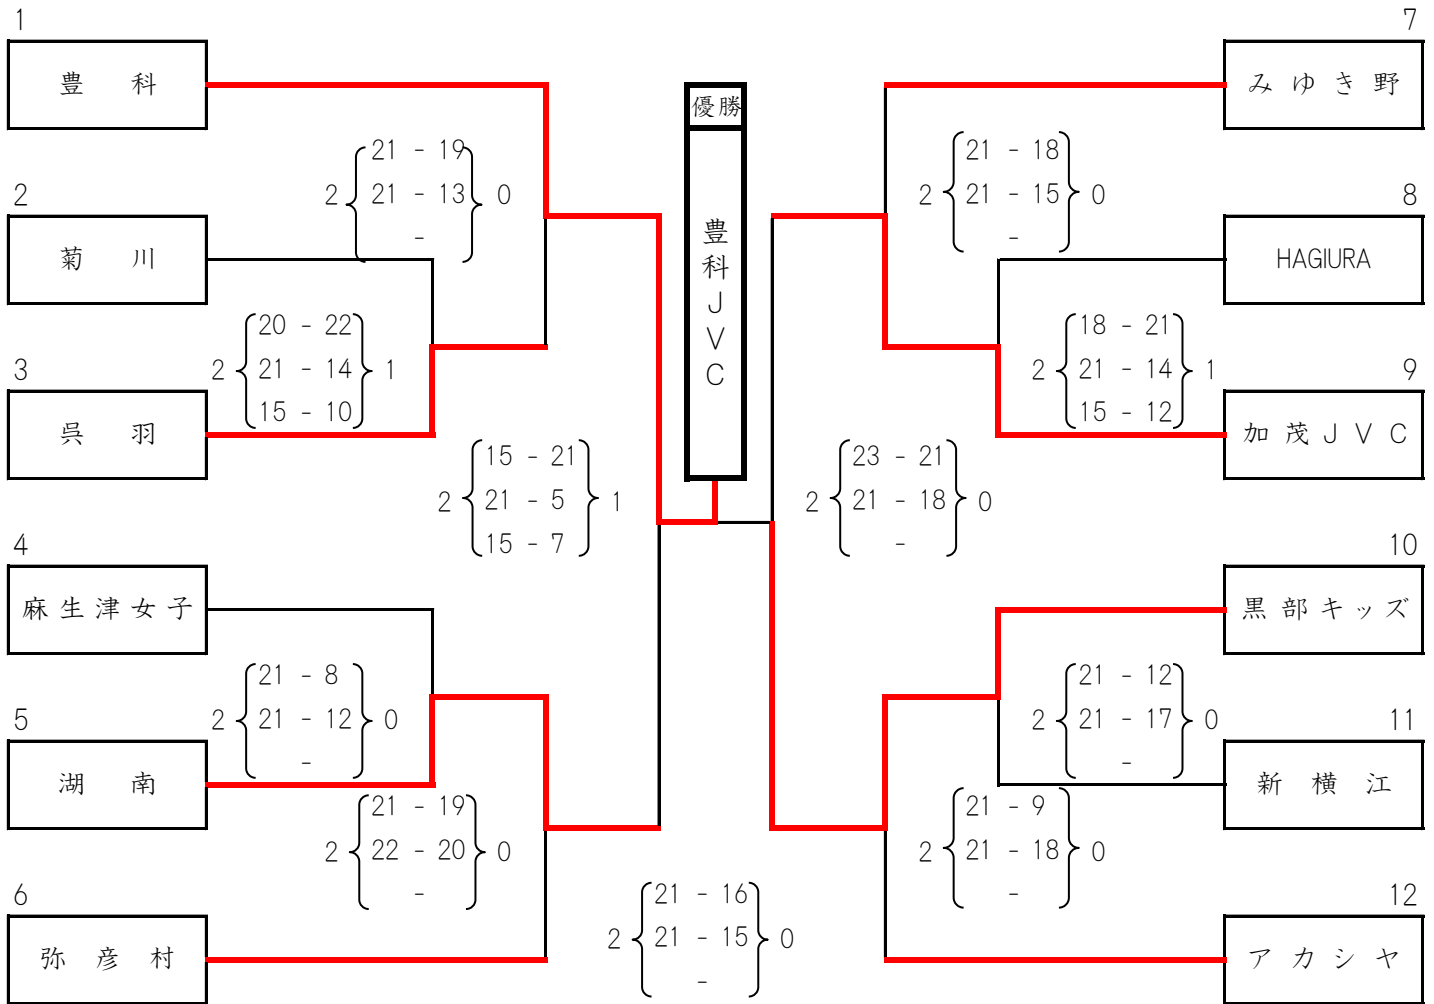 1
豊科
2
菊川
3
呉羽
4
麻生津女子
5
湖南
6
弥彦村
2 21 - 19 0
21 - 13
-
2 20 - 22 1
21 - 14
15 - 10
2 15 - 21 1
21 - 5
15 - 7
2 21 - 8 0
21 - 12
-
2 21 - 19 0
22 - 20
-
優勝
豊科JVC
2 21 - 16 0
21 - 15
-
2 21 - 18 0
21 - 15
-
2 18 - 21 1
21 - 14
15 - 12
2 23 - 21 0
21 - 18
-
2 21 - 12 0
21 - 17
-
2 21 - 9 0
21 - 18
-
7
みゆき野
8
HAGIURA
9
加茂JVC
10
黒部キッズ
11
新横江
12
アカシヤ